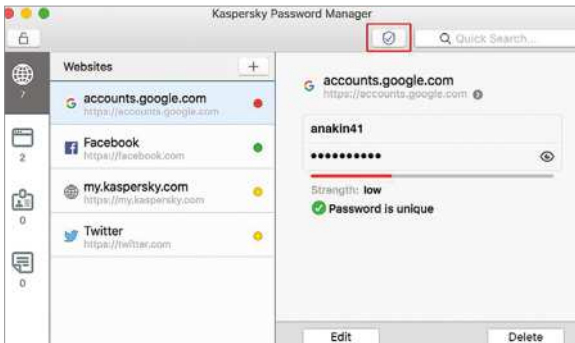 Kaspersky Password Manager
Quick Search...
7
2
0
0
Websites
+
accounts.google.com
https://accounts.google.com
Facebook
https://facebook.com
my.kaspersky.com
https://my.kaspersky.com
Twitter
https://twitter.com
accounts.google.com
https://accounts.google.com
anakin41
••••••••••
Strength: low
Password is unique
Edit
Delete